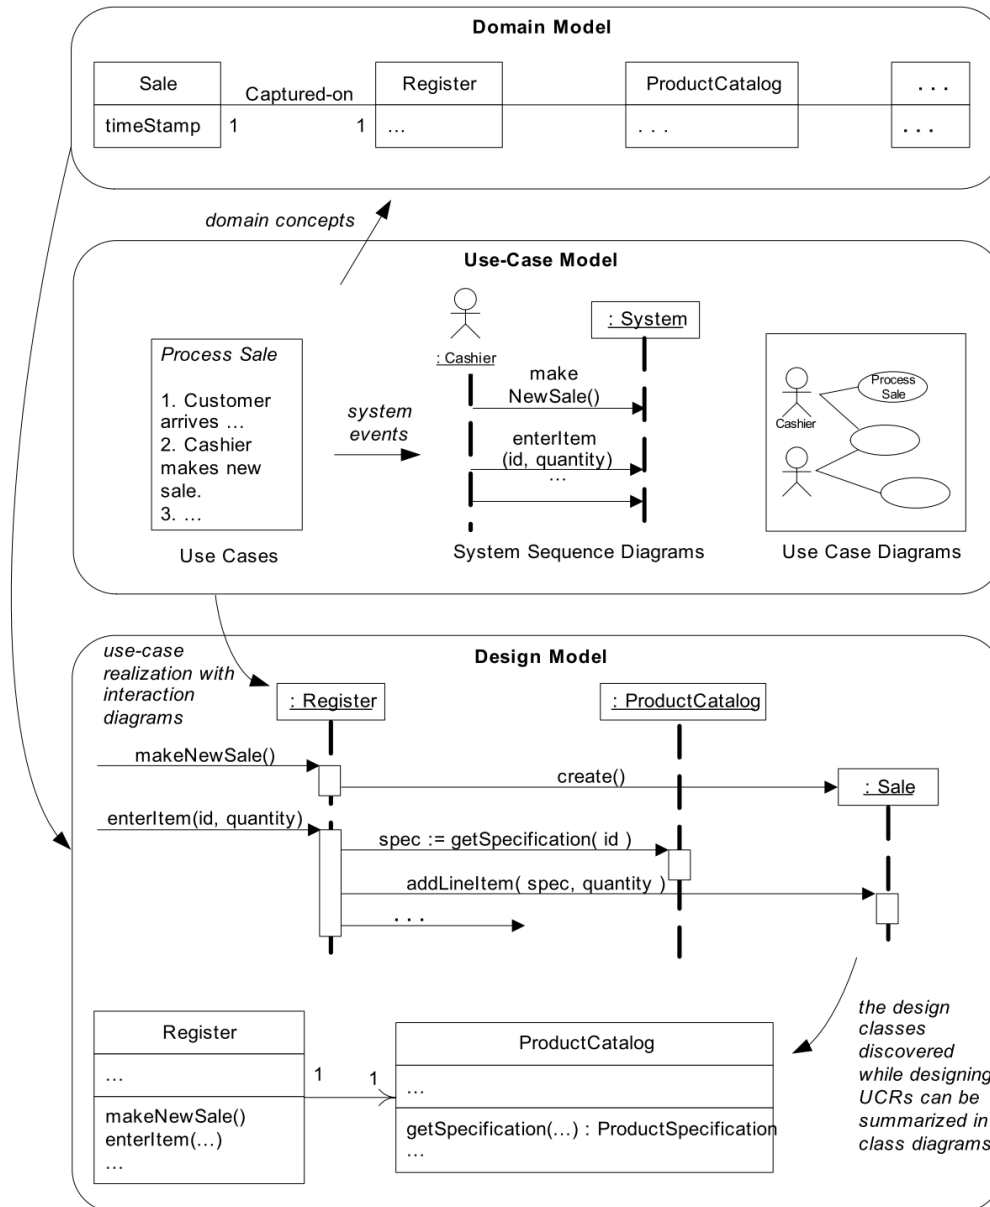 Domain Model
Sale
Captured-on
Register
ProductCatalog
. . .
timeStamp
1
1
...
. . .
. . .
domain concepts
Use-Case Model
Process Sale
1. Customer
arrives ...
2. Cashier
makes new
sale.
3. ...
Use Cases
system
events
: Cashier
: System
make
NewSale()
enterItem
(id, quantity)
...
System Sequence Diagrams
Cashier
Process
Sale
Use Case Diagrams
use-case
realization with
interaction
diagrams
Design Model
: Register
: ProductCatalog
makeNewSale()
create()
: Sale
enterItem(id, quantity)
spec := getSpecification( id )
addLineItem( spec, quantity )
. . .
Register
...
makeNewSale()
enterItem(...)
...
1
1
ProductCatalog
...
getSpecification(...) : ProductSpecification
...
the design
classes
discovered
while designing
UCRs can be
summarized in
class diagrams